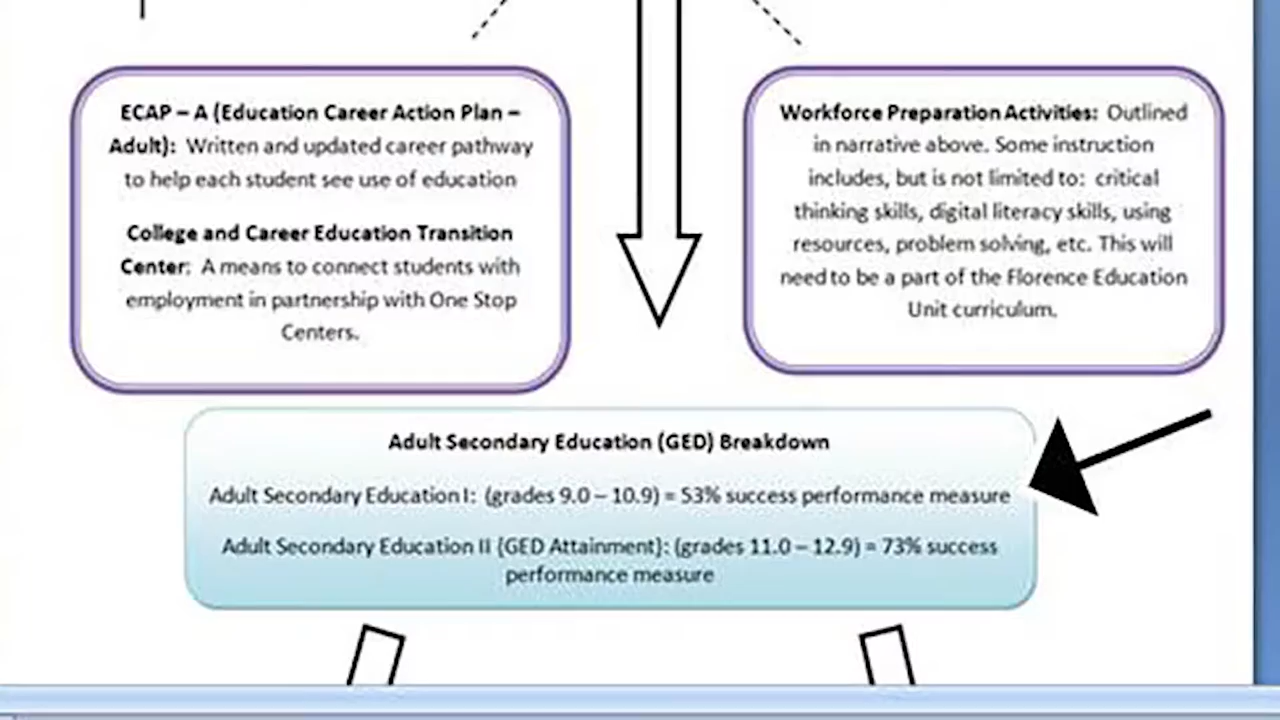 ECAP – A (Education Career Action Plan –
Adult): Written and updated career pathway
to help each student see use of education
College and Career Education Transition
Center: A means to connect students with
employment in partnership with One Stop
Centers.
Workforce Preparation Activities: Outlined
in narrative above. Some instruction
includes, but is not limited to: critical
thinking skills, digital literacy skills, using
resources, problem solving, etc. This will
need to be a part of the Florence Education
Unit curriculum.
Adult Secondary Education (GED) Breakdown
Adult Secondary Education I: (grades 9.0 – 10.9) = 53% success performance measure
Adult Secondary Education II (GED Attainment): (grades 11.0 – 12.9) = 73% success
performance measure